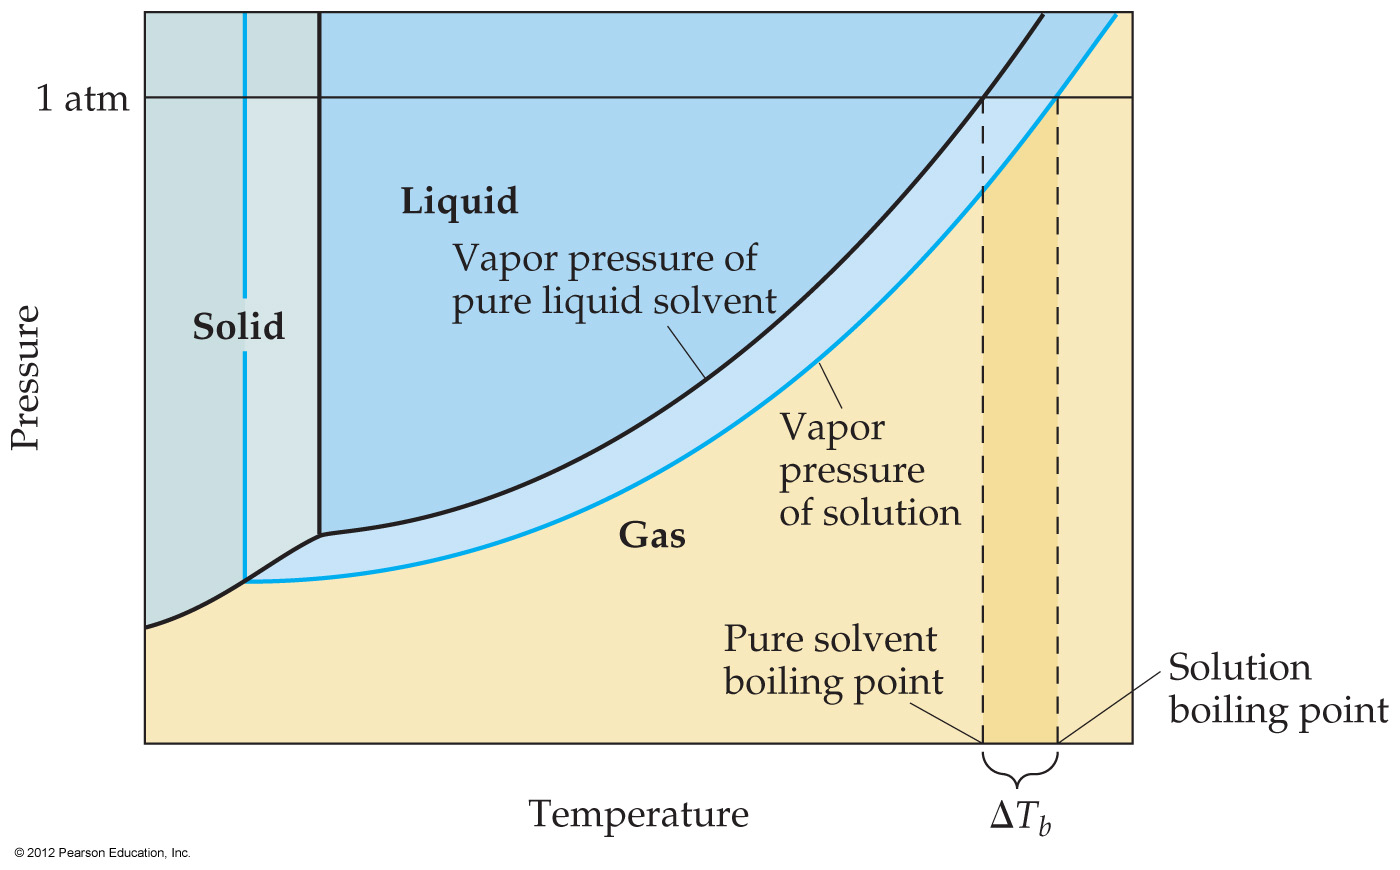 1 atm
Liquid
Vapor pressure of
pure liquid solvent
Solid
Pressure
Vapor
pressure
of solution
Gas
Pure solvent
boiling point
Solution
boiling point
Temperature
ΔT_b
© 2012 Pearson Education, Inc.